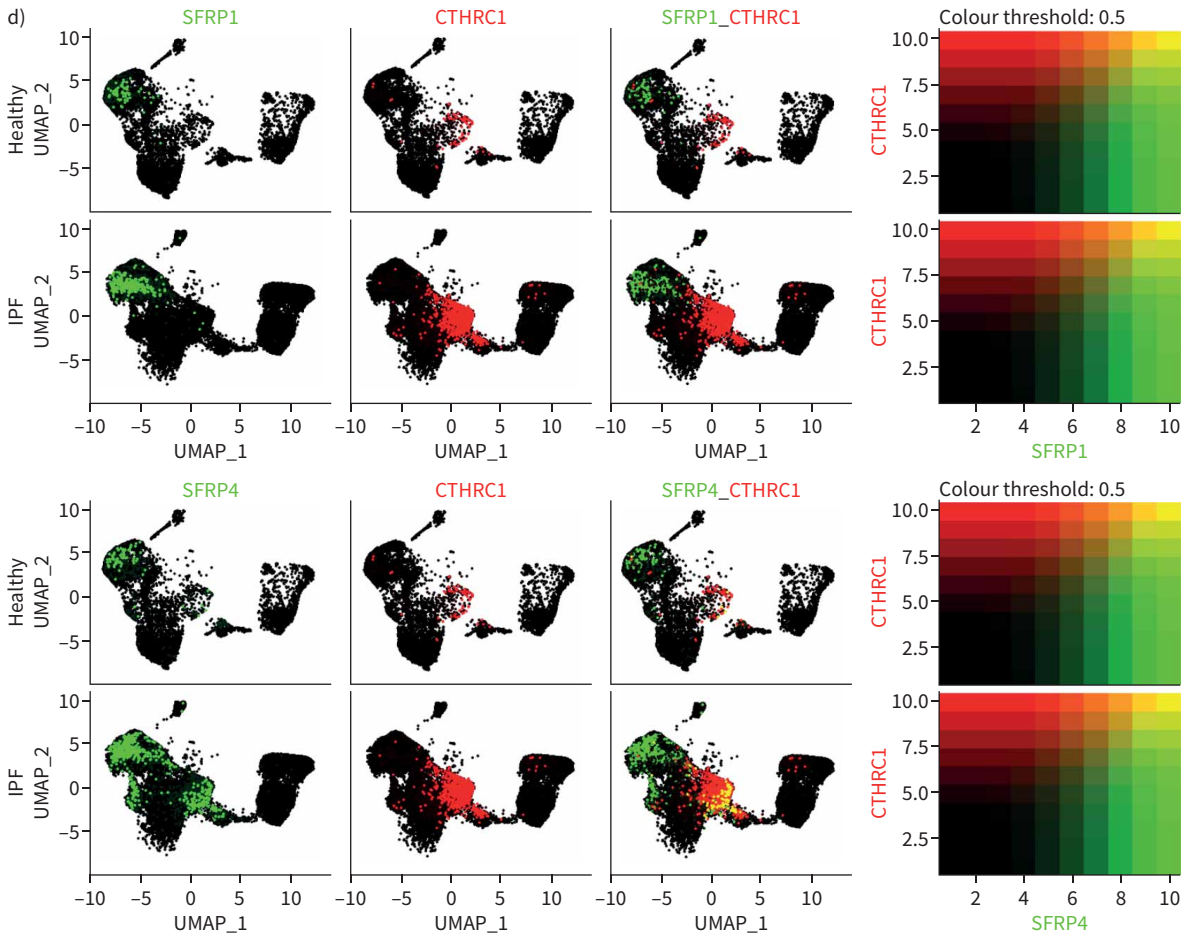 d)
SFRP1 CTHRC1 SFRP1_CTHRC1 Colour threshold: 0.5
Healthy
UMAP_2
10
5
0
−5
CTHRC1
10.0
7.5
5.0
2.5
IPF
UMAP_2
10
5
0
−5
CTHRC1
10.0
7.5
5.0
2.5
−10 −5 0 5 10 −10 −5 0 5 10 −10 −5 0 5 10 2 4 6 8 10
UMAP_1 UMAP_1 UMAP_1 SFRP1
SFRP4 CTHRC1 SFRP4_CTHRC1 Colour threshold: 0.5
Healthy
UMAP_2
10
5
0
−5
CTHRC1
10.0
7.5
5.0
2.5
IPF
UMAP_2
10
5
0
−5
CTHRC1
10.0
7.5
5.0
2.5
−10 −5 0 5 10 −10 −5 0 5 10 −10 −5 0 5 10 2 4 6 8 10
UMAP_1 UMAP_1 UMAP_1 SFRP4